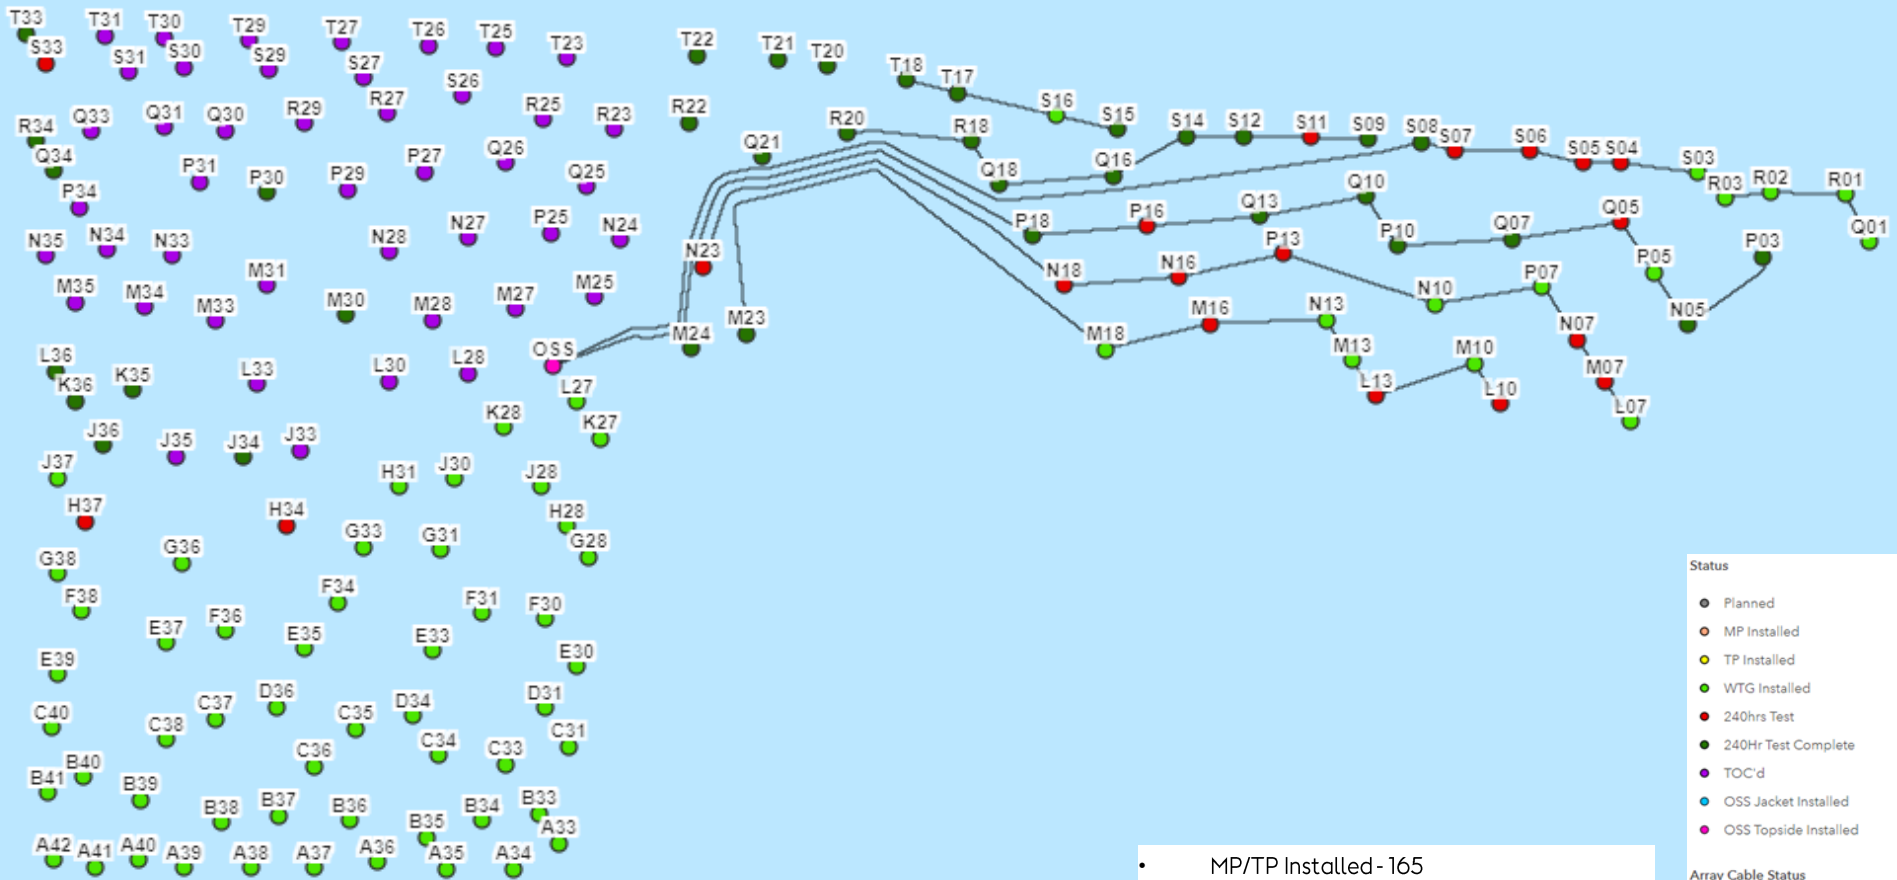 T33 T31 T30 T29 T27 T26 T25 T23 T22 T21 T20
S33 S31 S30 S29 S27 S26 T18 T17
R34 Q33 Q31 Q30 R29 R27 R25 R23 R22 R20 R18 S16 S15 S14 S12 S11 S09 S08 S07 S06 S05 S04 S03
Q34 P31 P30 P29 P27 Q26 Q25 Q21 Q18 Q16 R03 R02 R01
P34 N27 P25 N24 P18 P16 Q13 Q10 P10 Q07 Q05 Q01
N35 N34 N33 N28 N23 P13 P03
M35 M34 M33 M31 M30 M28 M27 M25 N18 N16 N10 P07 P05
L36 L33 L30 L28 OSS M24 M23 M18 M16 N13 M13 N07 N05
K36 K35 L27 L13 M10 L10 M07
J36 J35 J34 J33 K28 K27 L07
J37 H31 J30 J28
H37 H34 H28
G38 G36 G33 G31 G28
F38 F36 F34 F31 F30
E39 E37 E35 E33 E30
C40 C38 C37 D36 C35 D34 D31
C36 C34 C33 C31
B41 B40 B39 B38 B37 B36 B35 B34 B33
A42 A41 A40 A39 A38 A37 A36 A35 A34 A33
Status
Planned
MP Installed
TP Installed
WTG Installed
240hrs Test
240Hr Test Complete
TOC'd
OSS Jacket Installed
OSS Topside Installed
Array Cable Status
• MP/TP Installed - 165